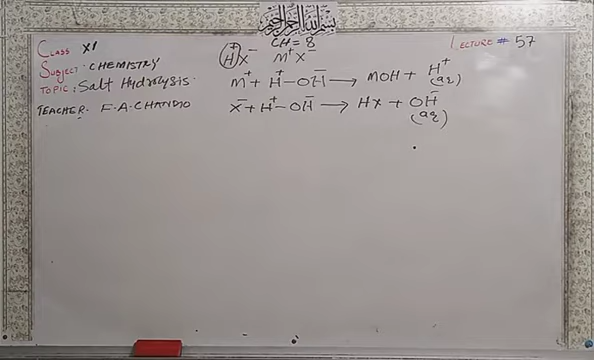 بسم الله الرحمن الرحيم
CLASS XI
CH = 8
LECTURE # 57
H⁺X⁻ M⁺X⁻
SUBJECT: CHEMISTRY
TOPIC: Salt Hydrolysis.
M⁺ + H⁺–OH⁻ → MOH + H⁺(aq)
TEACHER. F.A. CHANDIO
X⁻ + H⁺–OH⁻ → HX + OH⁻(aq)